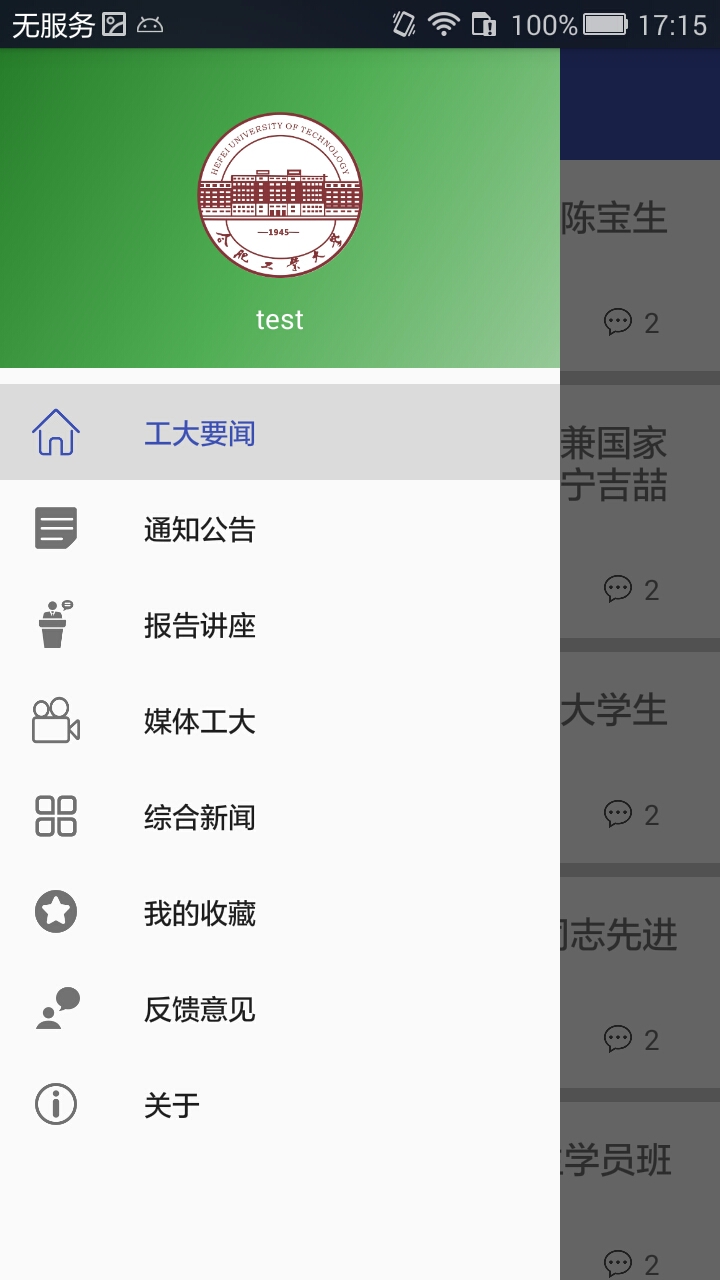 无服务 100% 17:15
HEFEI UNIVERSITY OF TECHNOLOGY
1945
合肥工业大学
test
工大要闻
通知公告
报告讲座
媒体工大
综合新闻
我的收藏
反馈意见
关于
陈宝生
2
兼国家
宁吉喆
2
大学生
2
志先进
2
学员班
2